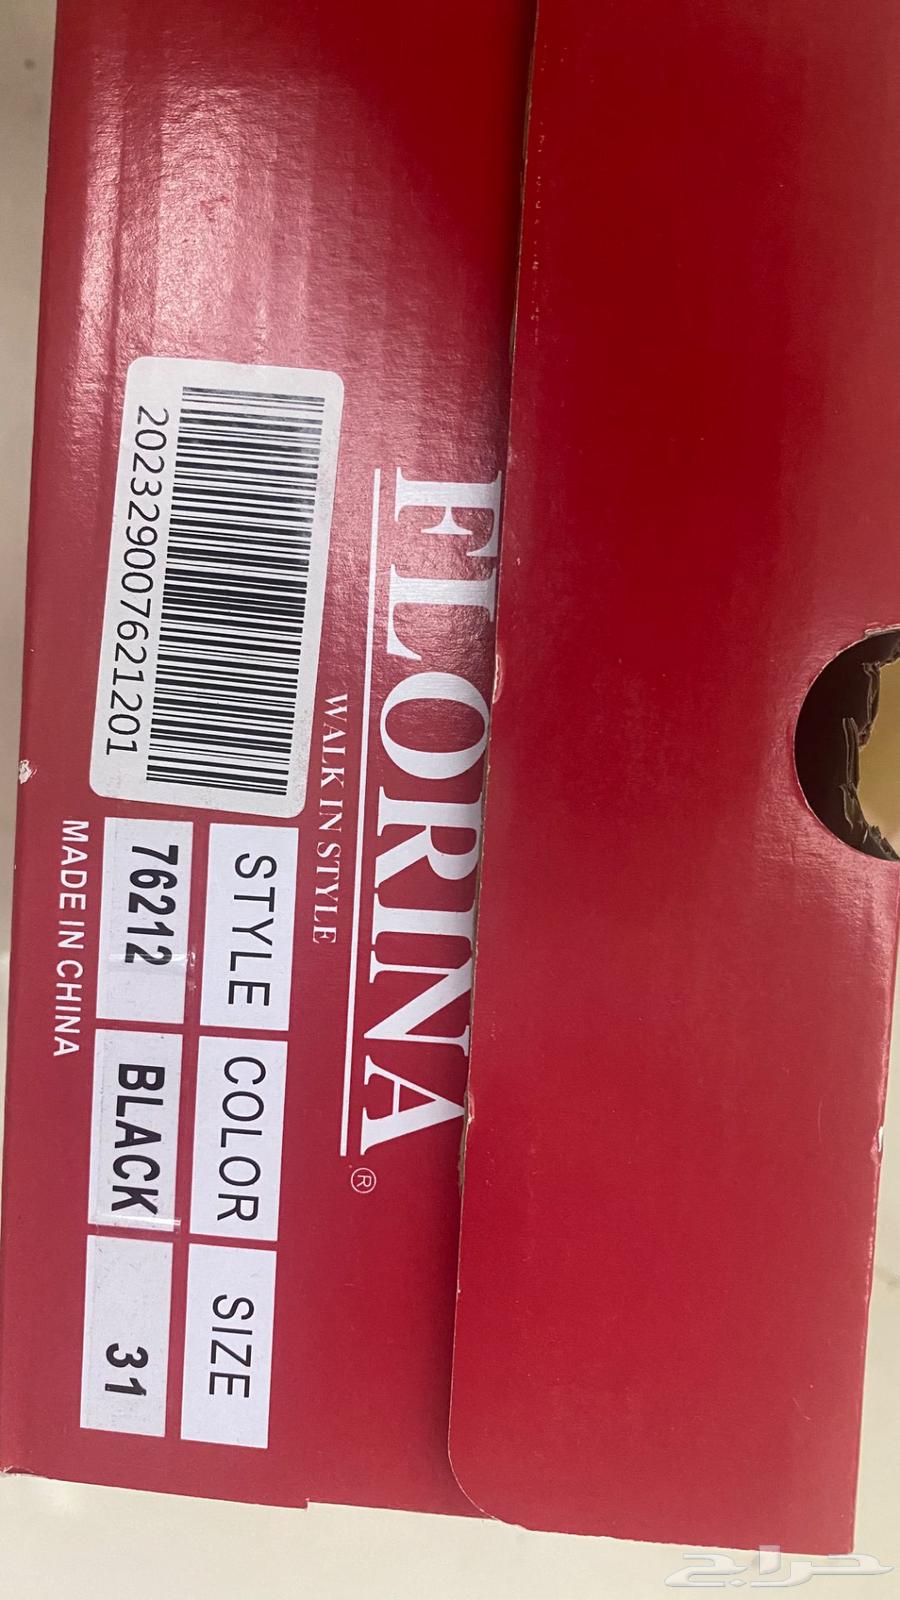 FLORINA®
WALK IN STYLE
2023290076212​01
STYLE COLOR SIZE
76212 BLACK 31
MADE IN CHINA
حراج